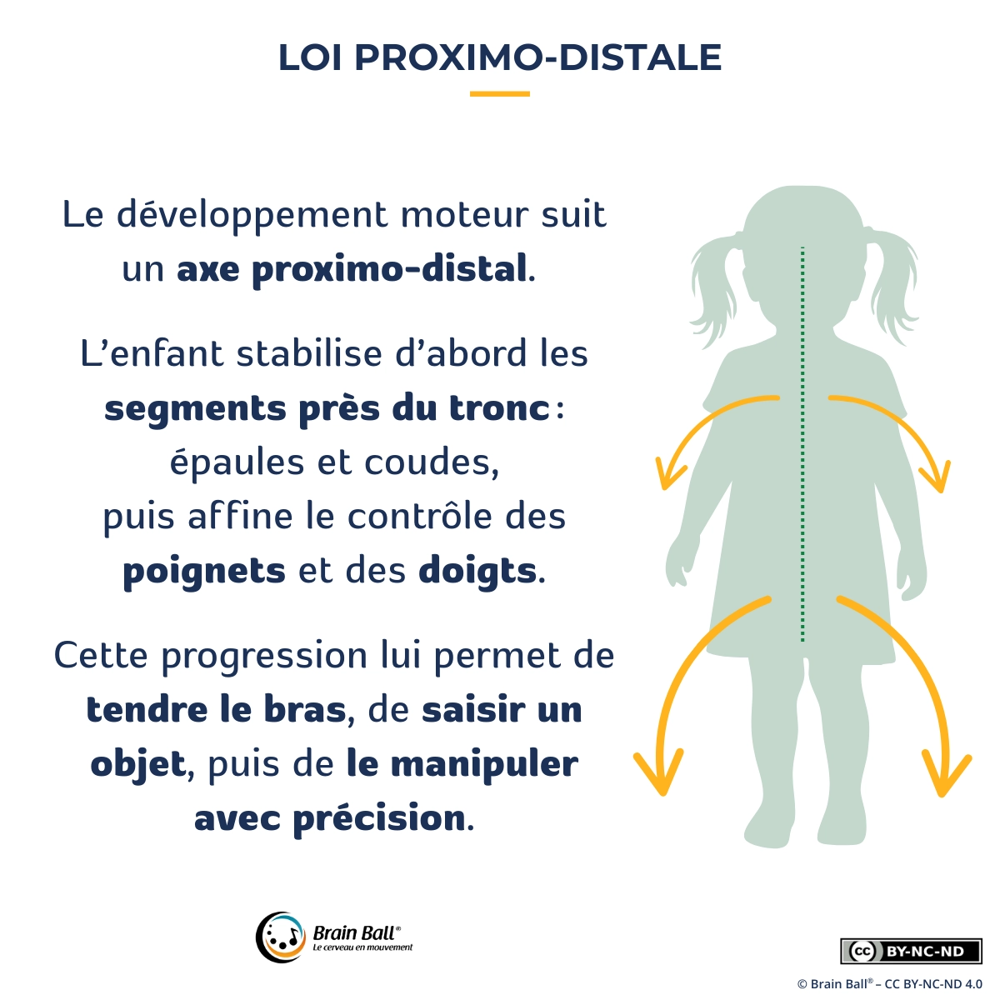 LOI PROXIMO-DISTALE
Le développement moteur suit
un axe proximo-distal.
L’enfant stabilise d’abord les
segments près du tronc :
épaules et coudes,
puis affine le contrôle des
poignets et des doigts.
Cette progression lui permet de
tendre le bras, de saisir un
objet, puis de le manipuler
avec précision.
Brain Ball®
Le cerveau en mouvement
cc BY-NC-ND
© Brain Ball® – CC BY-NC-ND 4.0